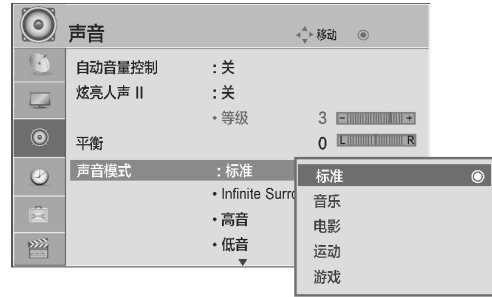 声音 移动
自动音量控制 : 关
炫亮人声 II : 关
• 等级 3 - +
平衡 0 L R
声音模式 : 标准
• Infinite Surro
• 高音
• 低音
标准
音乐
电影
运动
游戏